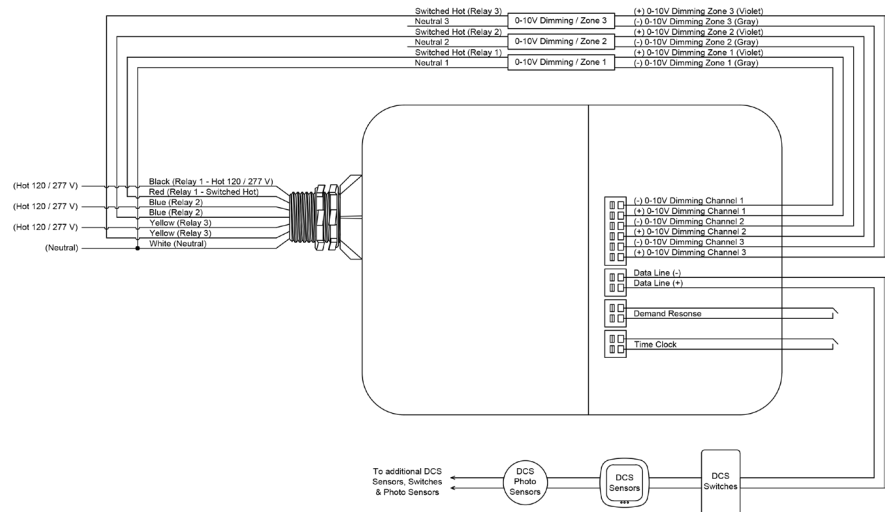 Switched Hot (Relay 3)
Neutral 3
0-10V Dimming / Zone 3
(+) 0-10V Dimming Zone 3 (Violet)
(-) 0-10V Dimming Zone 3 (Gray)
Switched Hot (Relay 2)
Neutral 2
0-10V Dimming / Zone 2
(+) 0-10V Dimming Zone 2 (Violet)
(-) 0-10V Dimming Zone 2 (Gray)
Switched Hot (Relay 1)
Neutral 1
0-10V Dimming / Zone 1
(+) 0-10V Dimming Zone 1 (Violet)
(-) 0-10V Dimming Zone 1 (Gray)
(Hot 120 / 277 V)
(Hot 120 / 277 V)
(Hot 120 / 277 V)
(Neutral)
Black (Relay 1 - Hot 120 / 277 V)
Red (Relay 1 - Switched Hot)
Blue (Relay 2)
Blue (Relay 2)
Yellow (Relay 3)
Yellow (Relay 3)
White (Neutral)
(-) 0-10V Dimming Channel 1
(+) 0-10V Dimming Channel 1
(-) 0-10V Dimming Channel 2
(+) 0-10V Dimming Channel 2
(-) 0-10V Dimming Channel 3
(+) 0-10V Dimming Channel 3
Data Line (-)
Data Line (+)
Demand Resonse
Time Clock
To additional DCS
Sensors, Switches
& Photo Sensors
DCS
Photo
Sensors
DCS
Sensors
DCS
Switches